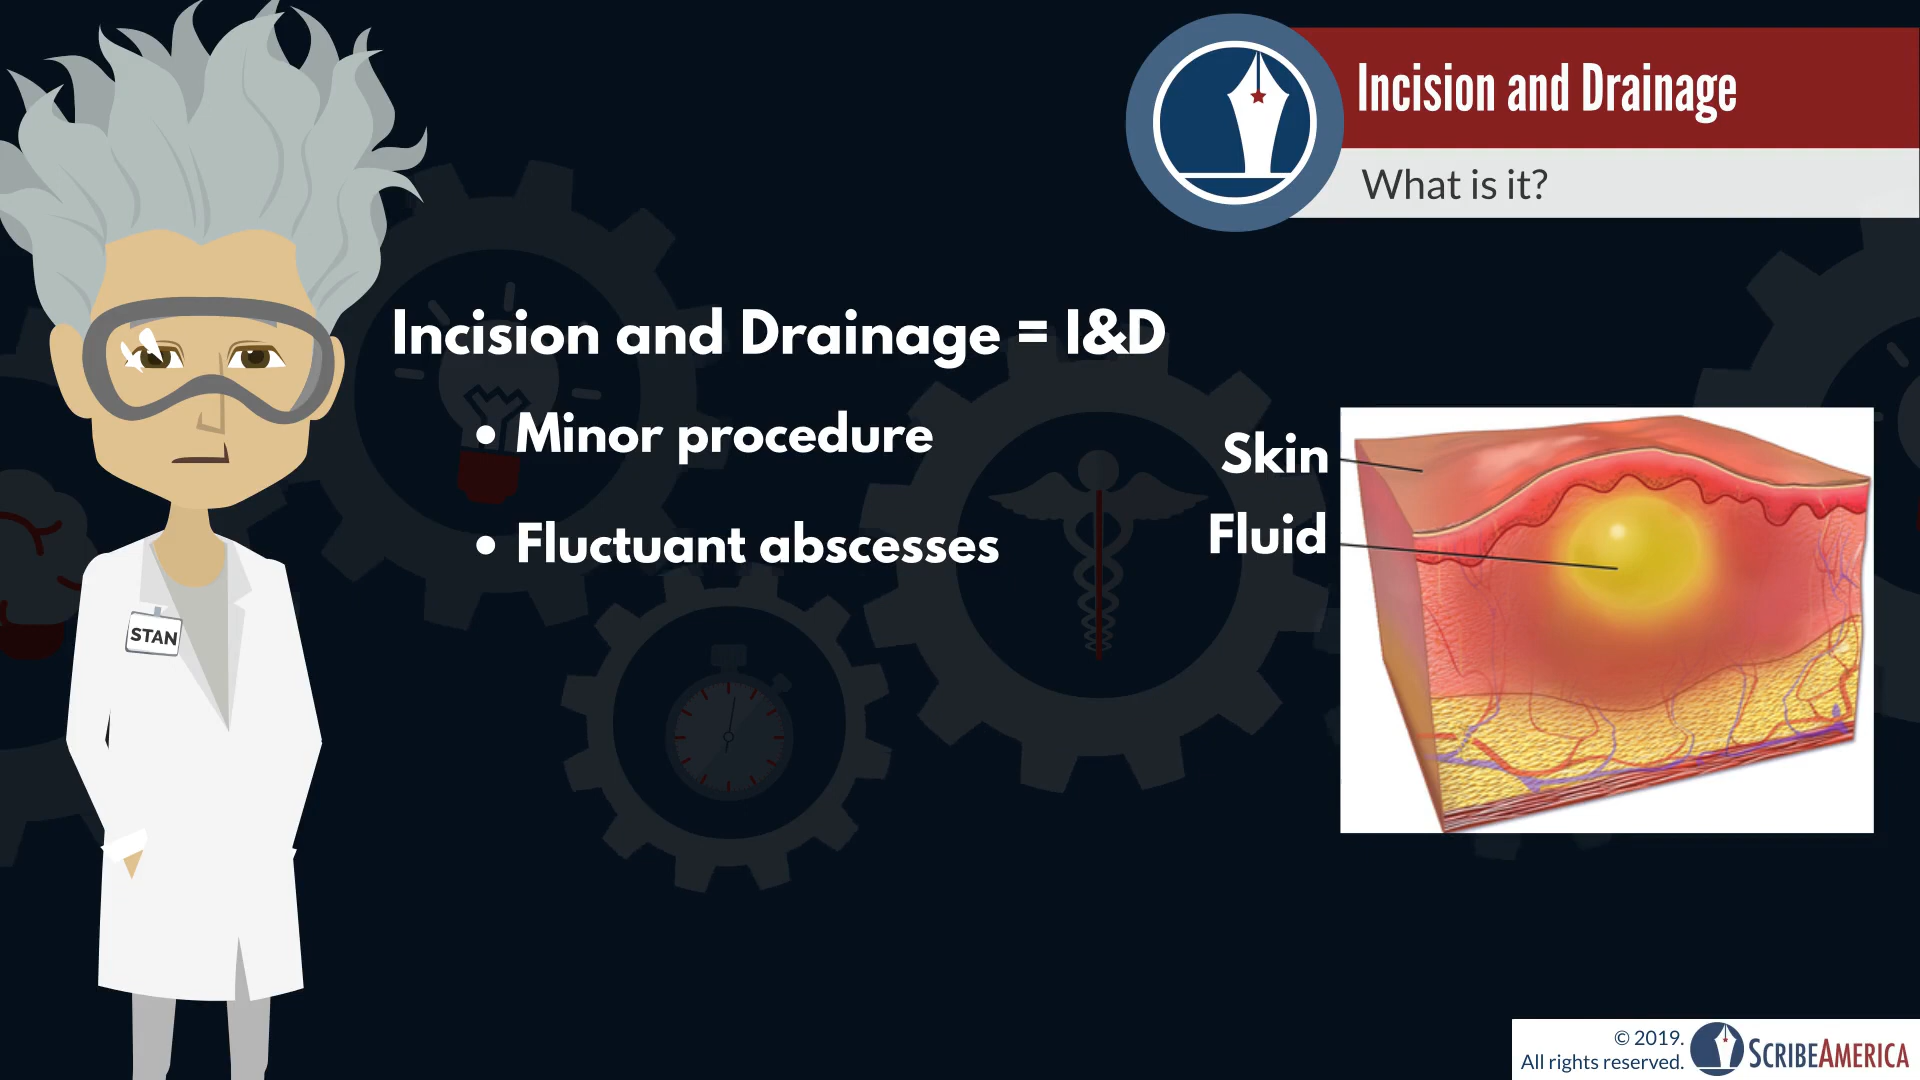 Incision and Drainage
What is it?
Incision and Drainage = I&D
• Minor procedure
• Fluctuant abscesses
Skin
Fluid
STAN
© 2019.
All rights reserved.
SCRIBEAMERICA